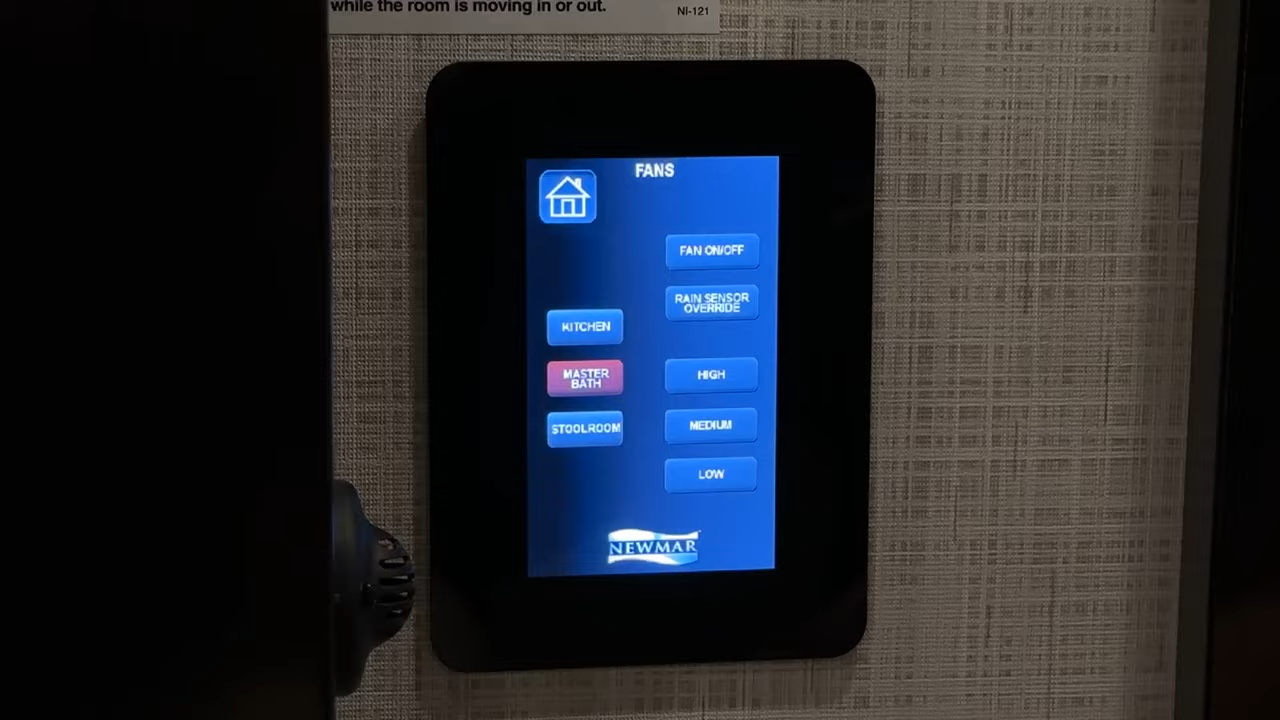 while the room is moving in or out.
NI-121
FANS
FAN ON/OFF
RAIN SENSOR
OVERRIDE
KITCHEN
MASTER
BATH
HIGH
STOOLROOM
MEDIUM
LOW
NEWMAR